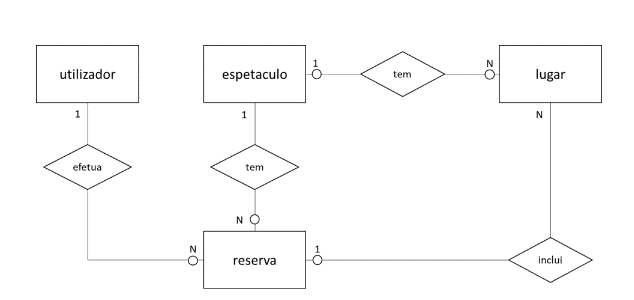 1
N
tem
utilizador
espetaculo
lugar
1
1
N
efetua
tem
N
N
1
reserva
inclui